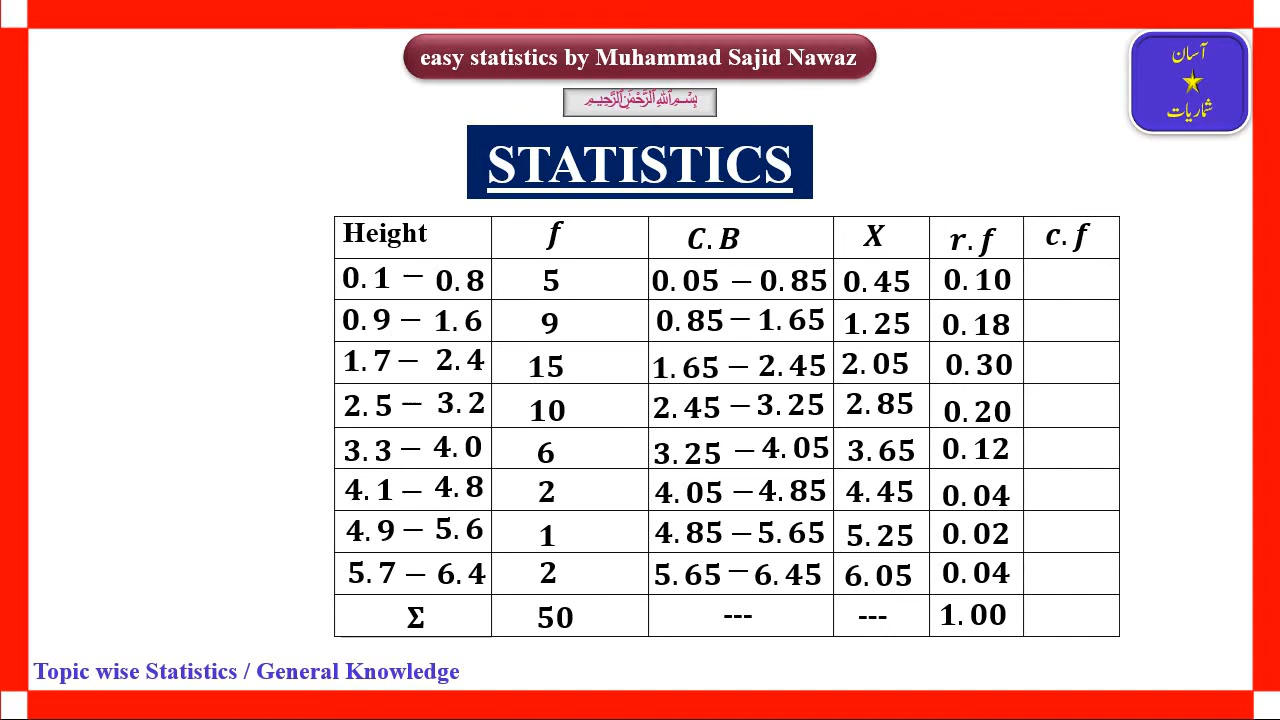 easy statistics by Muhammad Sajid Nawaz
آسان
شماریات
بِسْمِ اللهِ الرَّحْمٰنِ الرَّحِيْمِ
STATISTICS
Height f C.B X r.f c.f
0.1 – 0.8 5 0.05 – 0.85 0.45 0.10
0.9 – 1.6 9 0.85 – 1.65 1.25 0.18
1.7 – 2.4 15 1.65 – 2.45 2.05 0.30
2.5 – 3.2 10 2.45 – 3.25 2.85 0.20
3.3 – 4.0 6 3.25 – 4.05 3.65 0.12
4.1 – 4.8 2 4.05 – 4.85 4.45 0.04
4.9 – 5.6 1 4.85 – 5.65 5.25 0.02
5.7 – 6.4 2 5.65 – 6.45 6.05 0.04
Σ 50 --- --- 1.00
Topic wise Statistics / General Knowledge